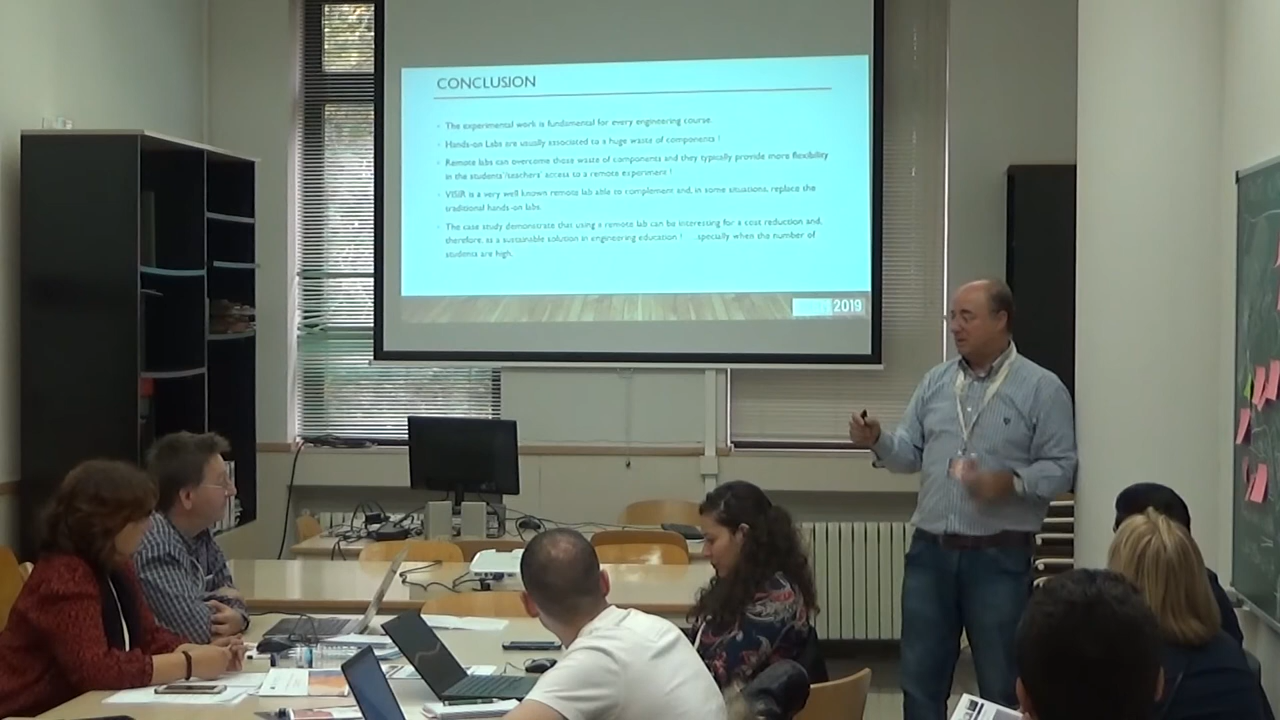 CONCLUSION
The experimental work is fundamental for every engineering course.
Hands-on Labs are usually associated to a huge waste of components !
Remote labs can overcome those waste of components and they typically provide more flexibility
in the students'/teachers' access to a remote experiment !
VISIR is a very well known remote lab able to complement and, in some situations, replace the
traditional hands-on labs.
The case study demonstrate that using a remote lab can be interesting for a cost reduction and,
therefore, as a sustainable solution in engineering education ! ...specially when the number of
students are high.
2019